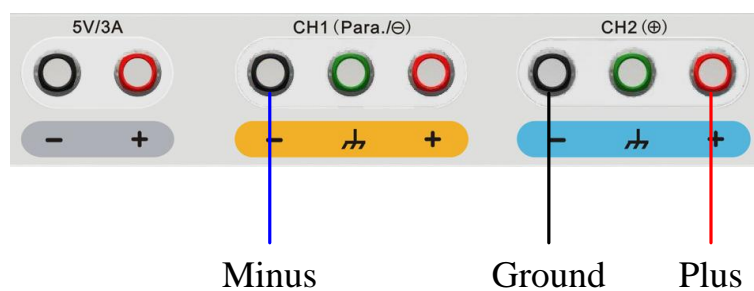 5V/3A CH1 (Para./⊖) CH2 (⊕)
− + − + − +
Minus Ground Plus